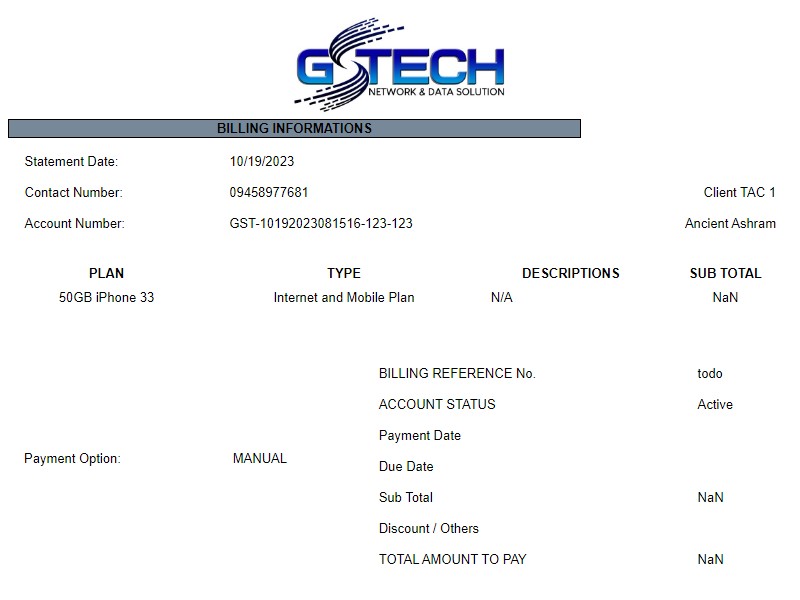 GSTECH
NETWORK & DATA SOLUTION
BILLING INFORMATIONS
Statement Date: 10/19/2023
Contact Number: 09458977681 Client TAC 1
Account Number: GST-10192023081516-123-123 Ancient Ashram
PLAN TYPE DESCRIPTIONS SUB TOTAL
50GB iPhone 33 Internet and Mobile Plan N/A NaN
BILLING REFERENCE No. todo
ACCOUNT STATUS Active
Payment Date
Payment Option: MANUAL
Due Date
Sub Total NaN
Discount / Others
TOTAL AMOUNT TO PAY NaN